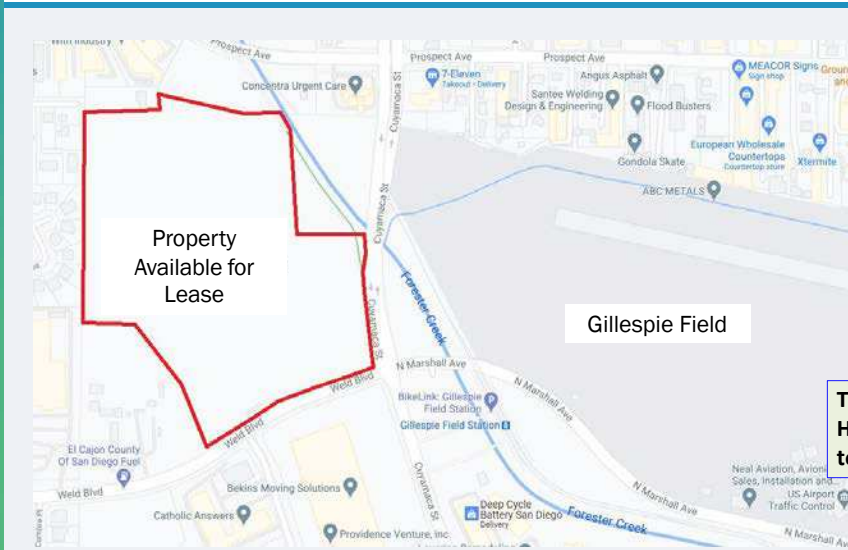 Prospect Ave
Prospect Ave
Prospect Ave
Concentra Urgent Care
7-Eleven
Takeout • Delivery
Angus Asphalt
MEACOR Signs
Sign shop
Santee Welding
Design & Engineering
Flood Busters
Cuyamaca St
European Wholesale
Countertops
Countertop store
Xtermite
Gondola Skate
ABC METALS
Cuyamaca St
Property
Available for
Lease
Forester Creek
Gillespie Field
Cuyamaca St
N Marshall Ave
Weld Blvd
N Marshall Ave
BikeLink: Gillespie
Field Station
Gillespie Field Station
Weld Blvd
El Cajon County
Of San Diego Fuel
Weld Blvd
Bekins Moving Solutions
Catholic Answers
Cuyamaca St
Providence Venture, Inc
Deep Cycle
Battery San Diego
Delivery
Forester Creek
N Marshall Ave
Neal Aviation,
Sales, Installation and
US Airport
Traffic Control
N Marshall Ave